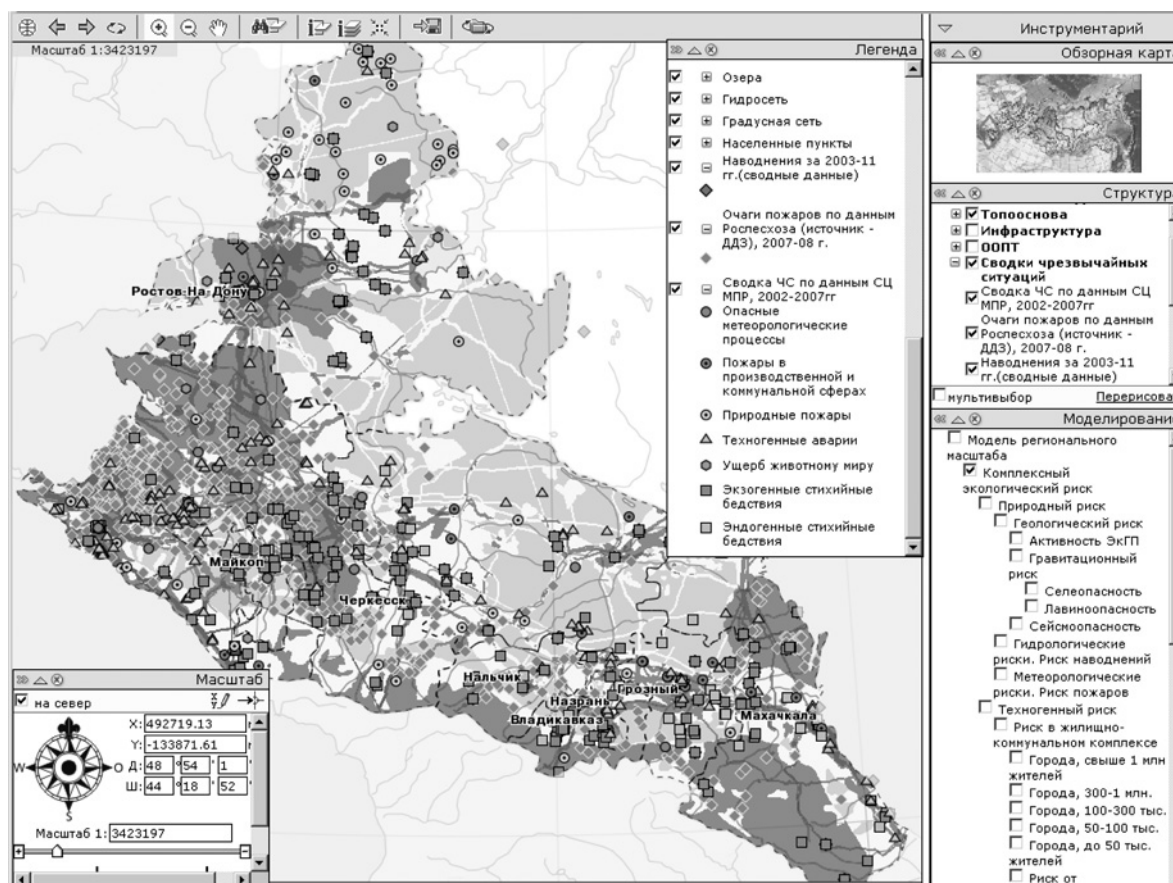 Масштаб 1:3423197
Ростов-На-Дону
Майкоп
Черкесск
Нальчик
Назрань
Грозный
Владикавказ
Махачкала
Легенда
Озера
Гидросеть
Градусная сеть
Населенные пункты
Наводнения за 2003-11
гг.(сводные данные)
Очаги пожаров по данным
Рослесхоза (источник -
ДДЗ), 2007-08 г.
Сводка ЧС по данным СЦ
МПР, 2002-2007гг
Опасные
метеорологические
процессы
Пожары в
производственной и
коммунальной сферах
Природные пожары
Техногенные аварии
Ущерб животному миру
Экзогенные стихийные
бедствия
Эндогенные стихийные
бедствия
Масштаб
на север
W
O
S
X: 492719.13
Y: -133871.61
Д: 48 ° 54 ' 1 "
Ш: 44 ° 18 ' 52 "
Масштаб 1: 3423197
Инструментарий
Обзорная карта
Структура
Топооснова
Инфраструктура
ООПТ
Сводки чрезвычайных
ситуаций
Сводка ЧС по данным СЦ
МПР, 2002-2007гг
Очаги пожаров по данным
Рослесхоза (источник -
ДДЗ), 2007-08 г.
Наводнения за 2003-11
гг.(сводные данные)
мультивыбор Перерисова
Моделирование
Модель регионального
масштаба
Комплексный
экологический риск
Природный риск
Геологический риск
Активность ЭкГП
Гравитационный
риск
Селеопасность
Лавиноопасность
Сейсмоопасность
Гидрологические
риски. Риск наводнений
Метеорологические
риски. Риск пожаров
Техногенный риск
Риск в жилищно-
коммунальном комплексе
Города, свыше 1 млн
жителей
Города, 300-1 млн.
Города, 100-300 тыс.
Города, 50-100 тыс.
Города, до 50 тыс.
жителей
Риск от